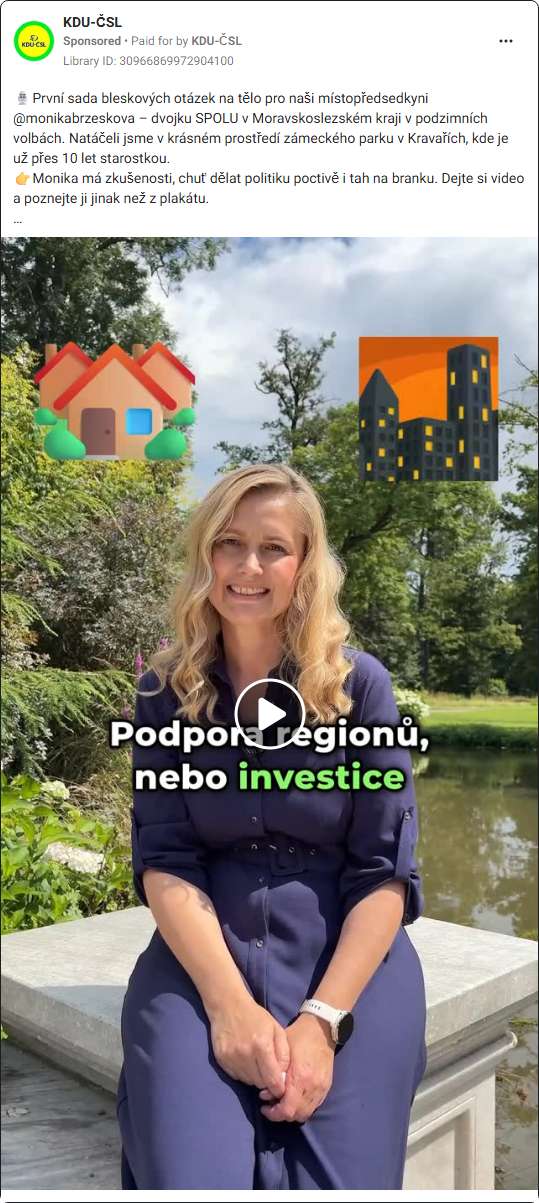 KDU-ČSL
KDU-ČSL
Sponsored • Paid for by KDU-ČSL
Library ID: 30966869972904100
První sada bleskových otázek na tělo pro naši místopředsedkyni
@monikabrzeskova – dvojku SPOLU v Moravskoslezském kraji v podzimních
volbách. Natáčeli jsme v krásném prostředí zámeckého parku v Kravařích, kde je
už přes 10 let starostkou.
👉 Monika má zkušenosti, chuť dělat politiku poctivě i tah na branku. Dejte si video
a poznejte ji jinak než z plakátu.
...
Podpora regionů,
nebo investice